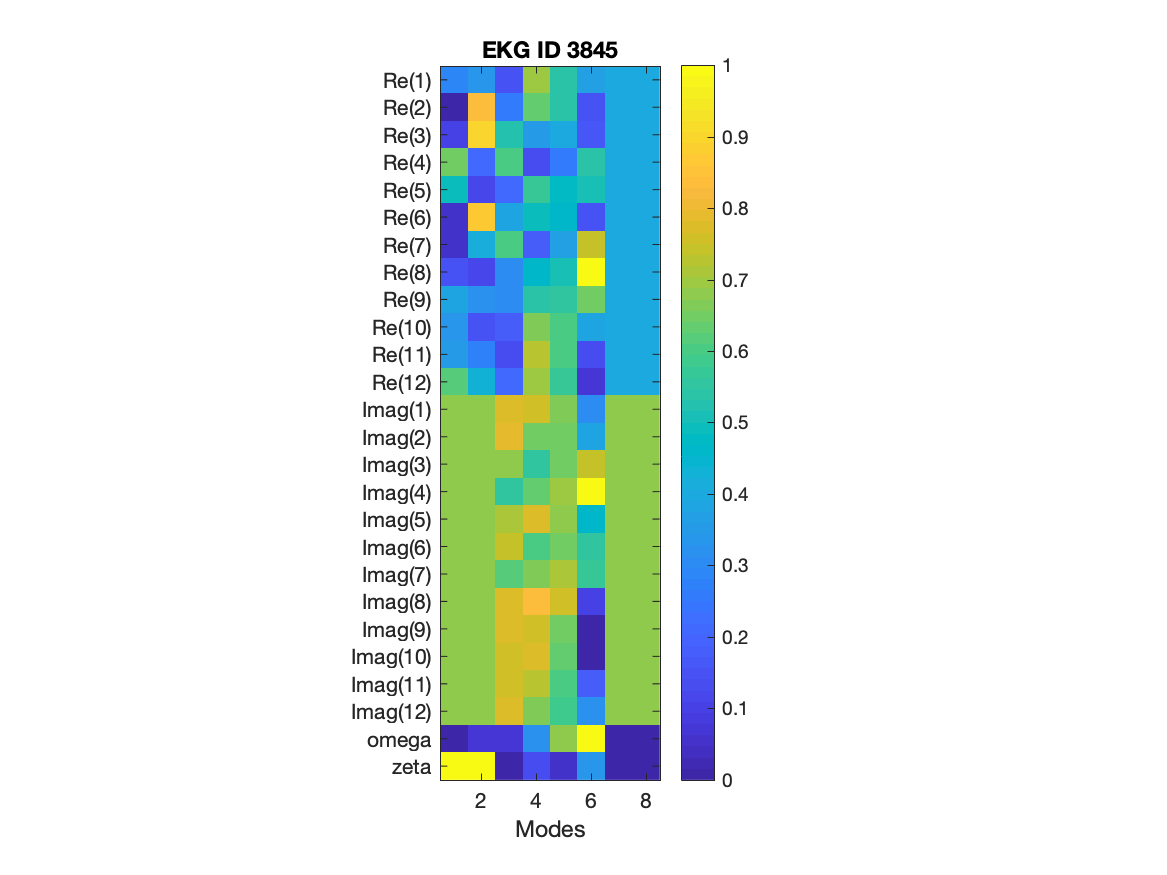 EKG ID 3845
Re(1)
Re(2)
Re(3)
Re(4)
Re(5)
Re(6)
Re(7)
Re(8)
Re(9)
Re(10)
Re(11)
Re(12)
Imag(1)
Imag(2)
Imag(3)
Imag(4)
Imag(5)
Imag(6)
Imag(7)
Imag(8)
Imag(9)
Imag(10)
Imag(11)
Imag(12)
omega
zeta
2 4 6 8
Modes
1
0.9
0.8
0.7
0.6
0.5
0.4
0.3
0.2
0.1
0